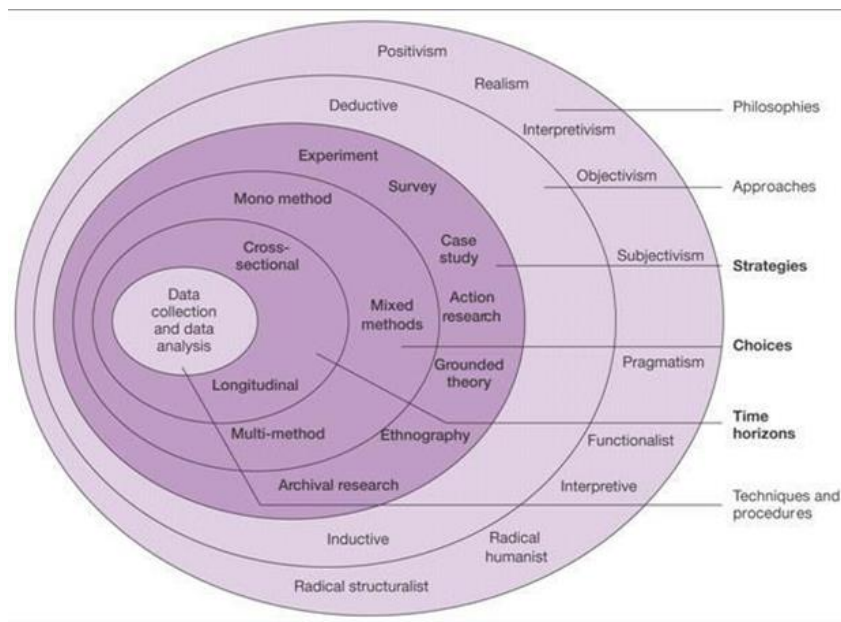 Positivism
Realism
Philosophies
Deductive
Interpretivism
Experiment
Objectivism
Approaches
Survey
Mono method
Cross-
sectional
Case
study
Subjectivism
Strategies
Data
collection
and data
analysis
Mixed
methods
Action
research
Choices
Grounded
theory
Pragmatism
Longitudinal
Time
horizons
Multi-method
Ethnography
Functionalist
Archival research
Interpretive
Techniques and
procedures
Inductive
Radical
humanist
Radical structuralist